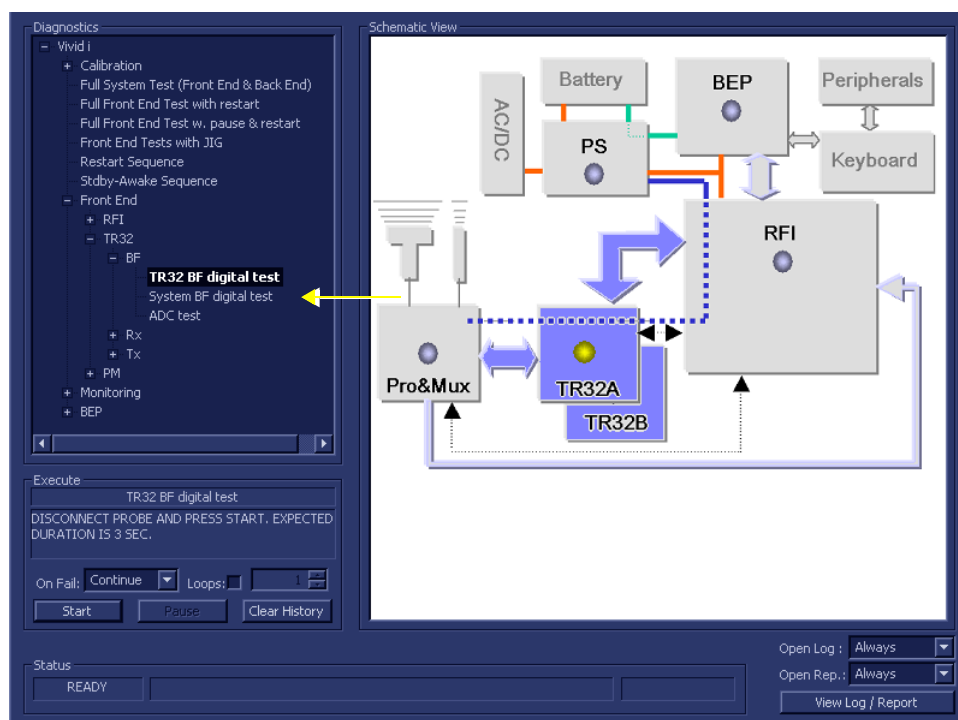 Diagnostics
Vivid i
Calibration
Full System Test (Front End & Back End)
Full Front End Test with restart
Full Front End Test w. pause & restart
Front End Tests with JIG
Restart Sequence
Stdby-Awake Sequence
Front End
RFI
TR32
BF
TR32 BF digital test
System BF digital test
ADC test
Rx
Tx
PM
Monitoring
BEP
Execute
TR32 BF digital test
DISCONNECT PROBE AND PRESS START. EXPECTED
DURATION IS 3 SEC.
On Fail: Continue Loops: 1
Start Pause Clear History
Schematic View
Battery
BEP
Peripherals
AC/DC
PS
Keyboard
RFI
Pro&Mux
TR32A
TR32B
Status
READY
Open Log : Always
Open Rep.: Always
View Log / Report